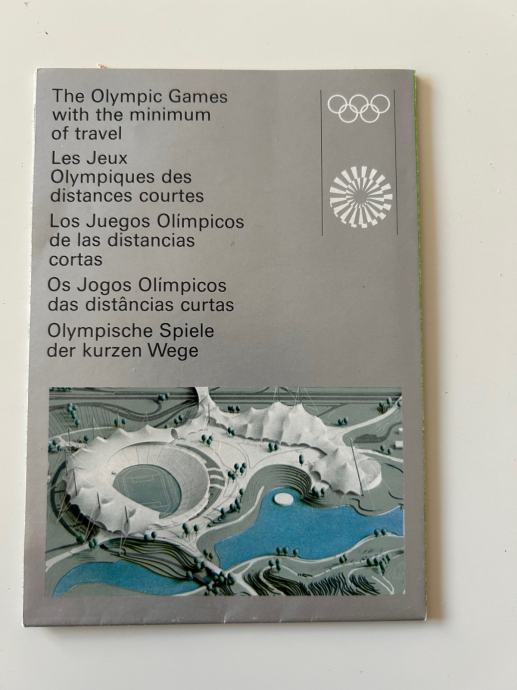 The Olympic Games
with the minimum
of travel
Les Jeux
Olympiques des
distances courtes
Los Juegos Olímpicos
de las distancias
cortas
Os Jogos Olímpicos
das distâncias curtas
Olympische Spiele
der kurzen Wege